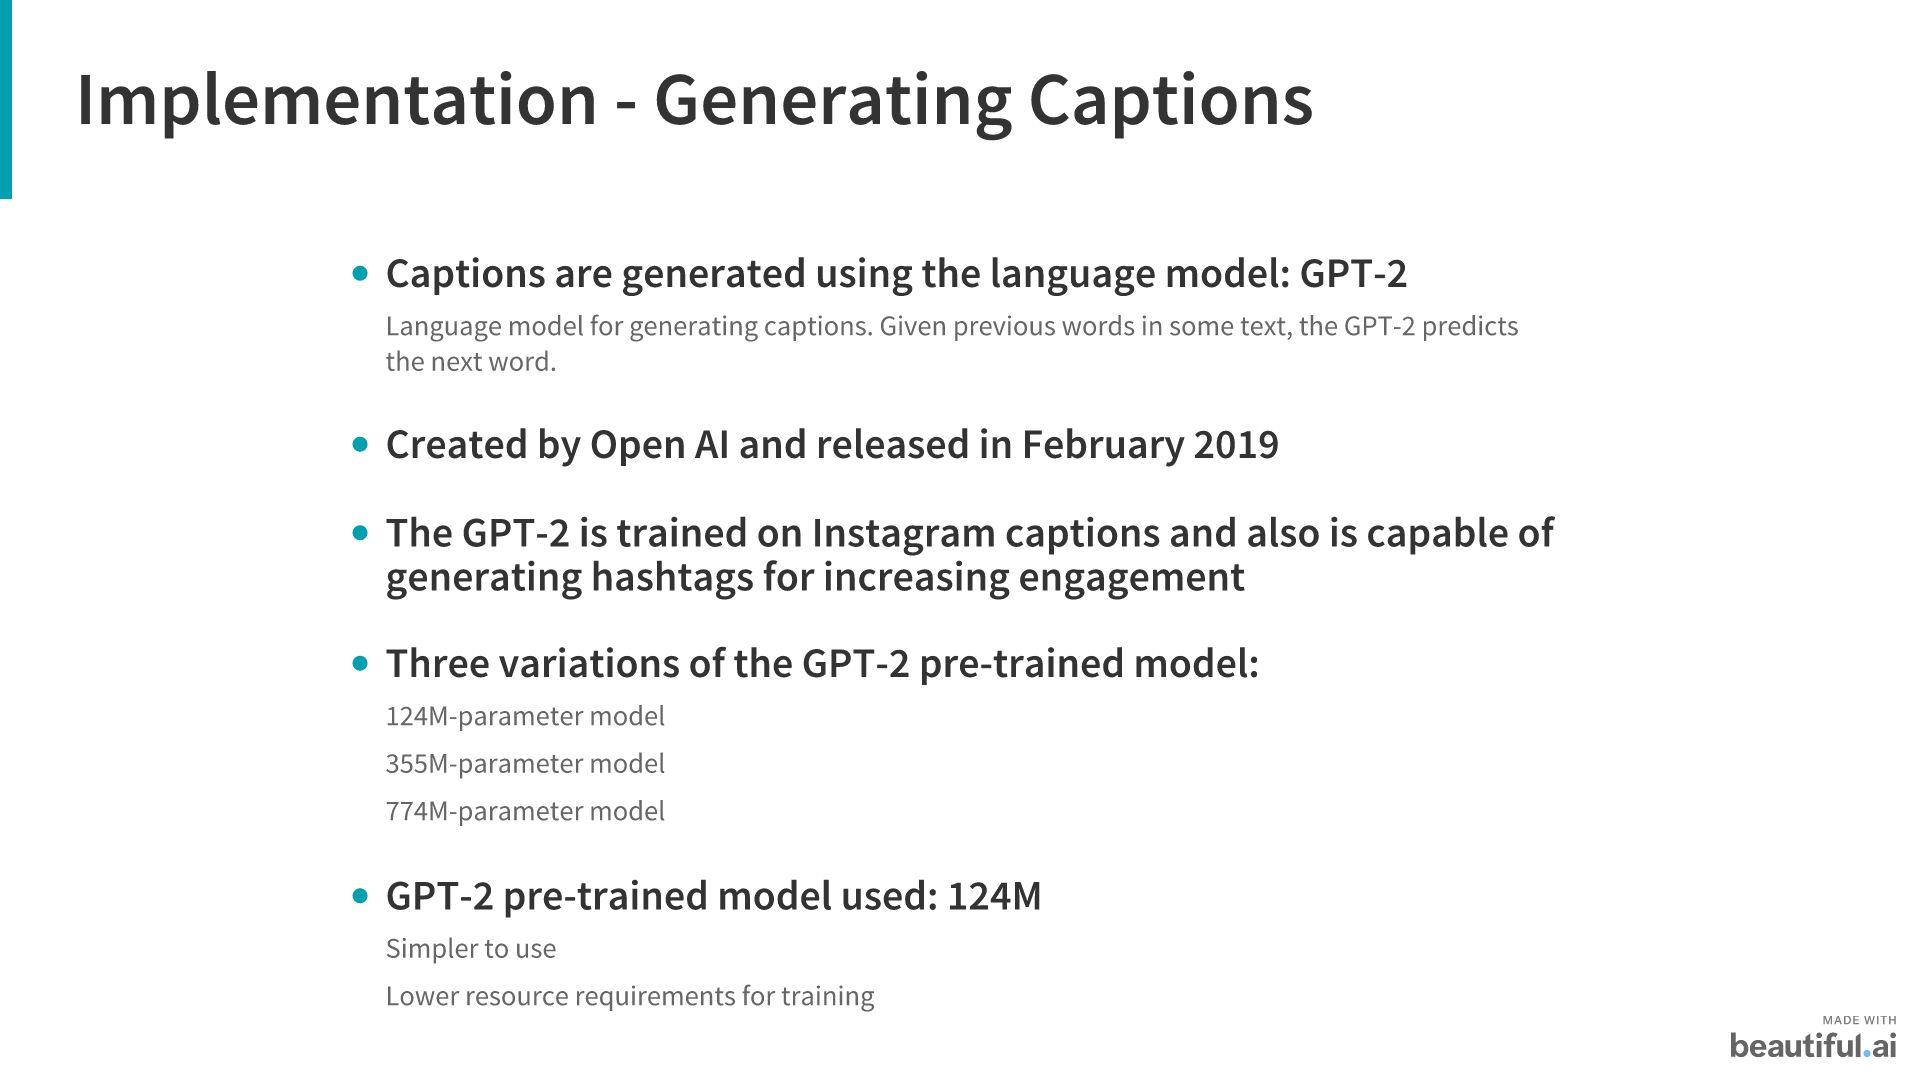 Implementation - Generating Captions
Captions are generated using the language model: GPT-2
Language model for generating captions. Given previous words in some text, the GPT-2 predicts
the next word.
Created by Open AI and released in February 2019
The GPT-2 is trained on Instagram captions and also is capable of
generating hashtags for increasing engagement
Three variations of the GPT-2 pre-trained model:
124M-parameter model
355M-parameter model
774M-parameter model
GPT-2 pre-trained model used: 124M
Simpler to use
Lower resource requirements for training
MADE WITH
beautiful.ai